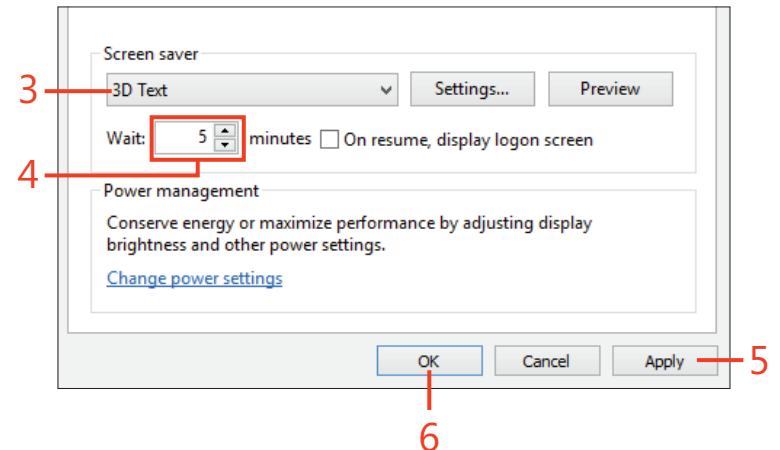 Screen saver
3 3D Text Settings... Preview
Wait: 5 minutes On resume, display logon screen
4
Power management
Conserve energy or maximize performance by adjusting display
brightness and other power settings.
Change power settings
OK Cancel Apply 5
6